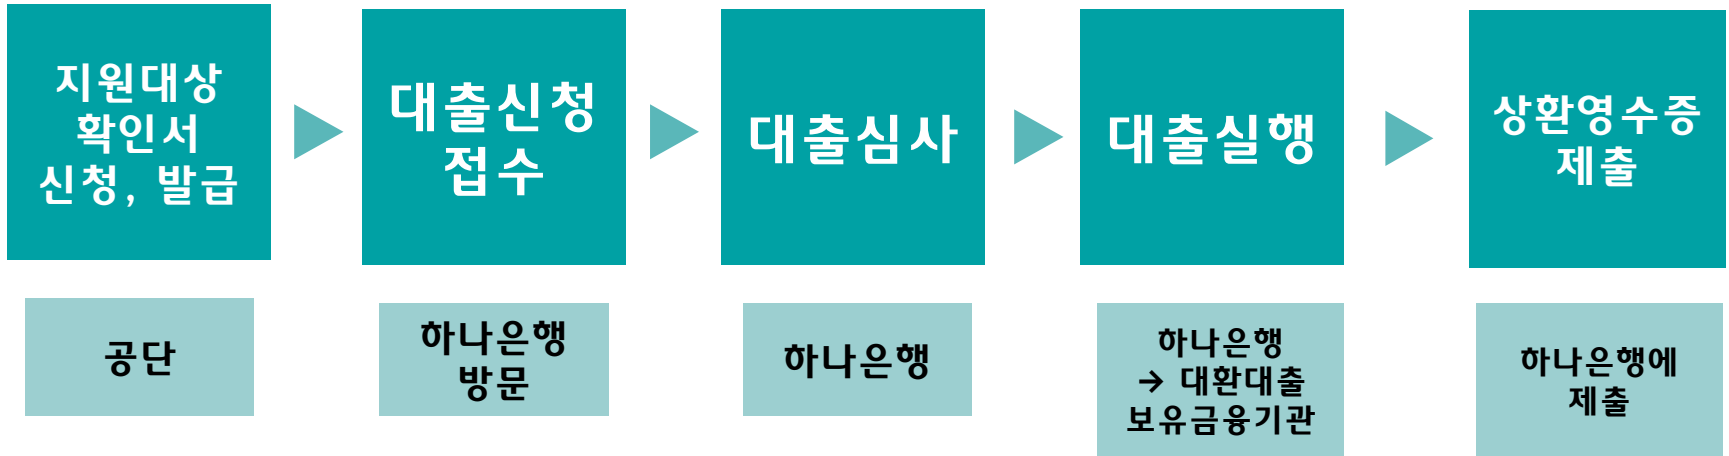 지원대상
확인서
신청, 발급
대출신청
접수
대출심사
대출실행
상환영수증
제출
공단
하나은행
방문
하나은행
하나은행
→ 대환대출
보유금융기관
하나은행에
제출